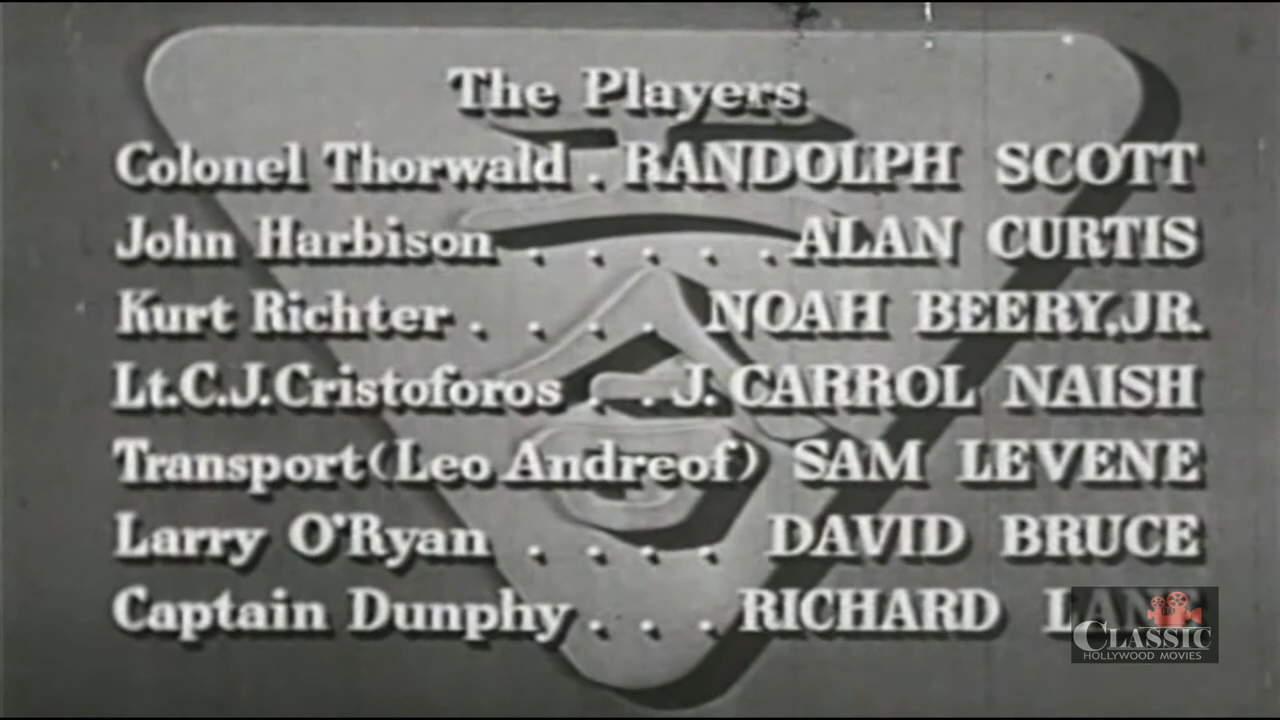 The Players
Colonel Thorwald . RANDOLPH SCOTT
John Harbison . . . . . ALAN CURTIS
Kurt Richter . . . . NOAH BEERY, JR.
Lt. C. J. Cristoforos . . J. CARROL NAISH
Transport (Leo Andreof) SAM LEVENE
Larry O'Ryan . . . . DAVID BRUCE
Captain Dunphy . . . RICHARD
CLASSIC
HOLLYWOOD MOVIES